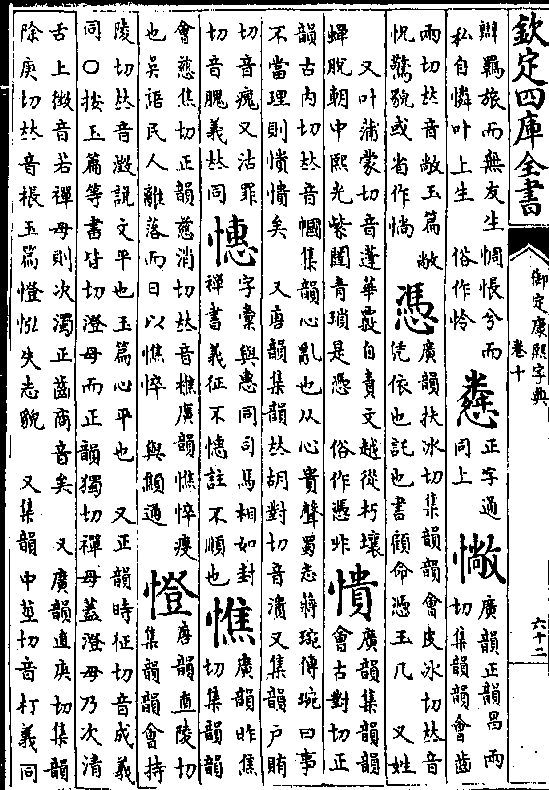 欽定四庫全書
御定康熙字典
卷十
六十二
辯羈旅而無友生惆悵兮而
私自憐叶上生　俗作怜
𢣐正字通
同上
憱廣韻正韻昌兩
切集韻韻會齒
兩切𠀤音敞玉篇敞
怳驚貌或省作惝
憑廣韻扶冰切集韻韻會皮冰切𠀤音
凭依也託也書顧命憑玉几　又姓
又叶蒲蒙切音蓬華嚴自責文越從朽壤
蟬脫朝中熙光紫闥青瑣是憑　俗作凴非
憒廣韻集韻韻
會古對切正
韻古內切𠀤音幗集韻心亂也从心貴聲蜀志蔣琬傳琬曰事
不當理則憒憒矣　又唐韻集韻𠀤胡對切音潰又集韻戶賄
切音瘣又沽罪
切音䫥義𠀤同
憓字彙與惠同司馬相如封
禪書義征不憓註　不順也
憔廣韻昨焦
切集韻韻
會慈焦切正韻慈消切𠀤音樵廣韻憔悴瘦
也吳語民人離落而日以憔悴　與顦通
憕唐韻直陵切
集韻韻會持
陵切𠀤音澂說文平也玉篇心平也　又正韻時征切音成義
同○按玉篇等書皆切澄母而正韻獨切禪母蓋澄母乃次清
舌上徵音若禪母則次濁正齒商音矣　又廣韻直庚切集韻
除庚切𠀤音棖玉篇憕㤥失志貌　又集韻中莖切音打義同